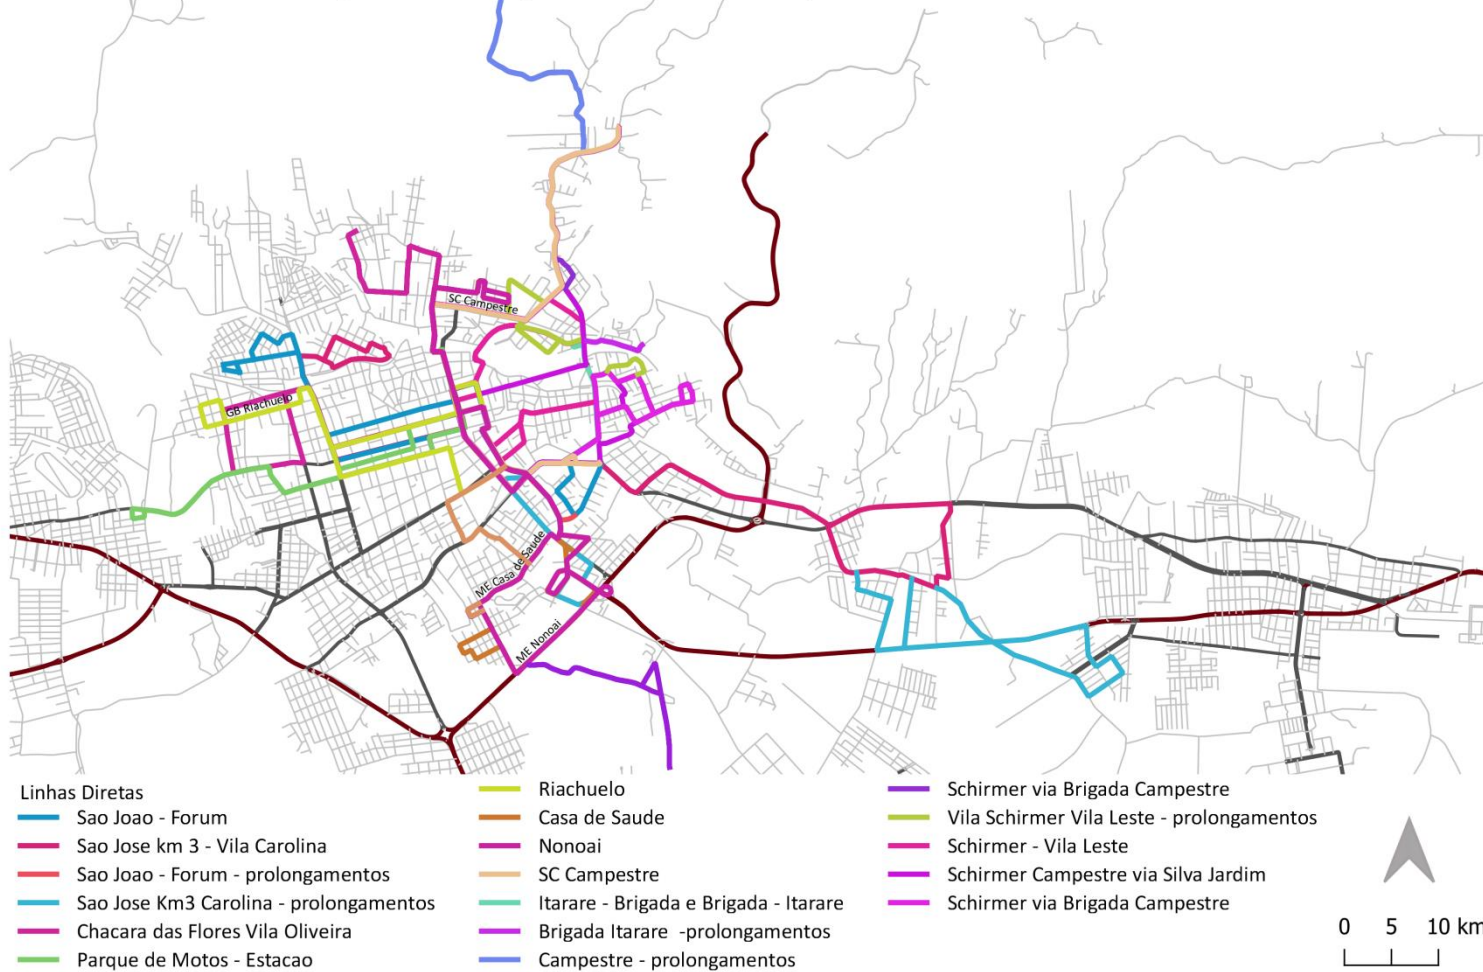 SC Campestre
GB Riachuelo
ME Casa de Saude
ME Nonoai
Linhas Diretas
Sao Joao - Forum
Sao Jose km 3 - Vila Carolina
Sao Joao - Forum - prolongamentos
Sao Jose Km3 Carolina - prolongamentos
Chacara das Flores Vila Oliveira
Parque de Motos - Estacao
Riachuelo
Casa de Saude
Nonoai
SC Campestre
Itarare - Brigada e Brigada - Itarare
Brigada Itarare -prolongamentos
Campestre - prolongamentos
Schirmer via Brigada Campestre
Vila Schirmer Vila Leste - prolongamentos
Schirmer - Vila Leste
Schirmer Campestre via Silva Jardim
Schirmer via Brigada Campestre
0 5 10 km